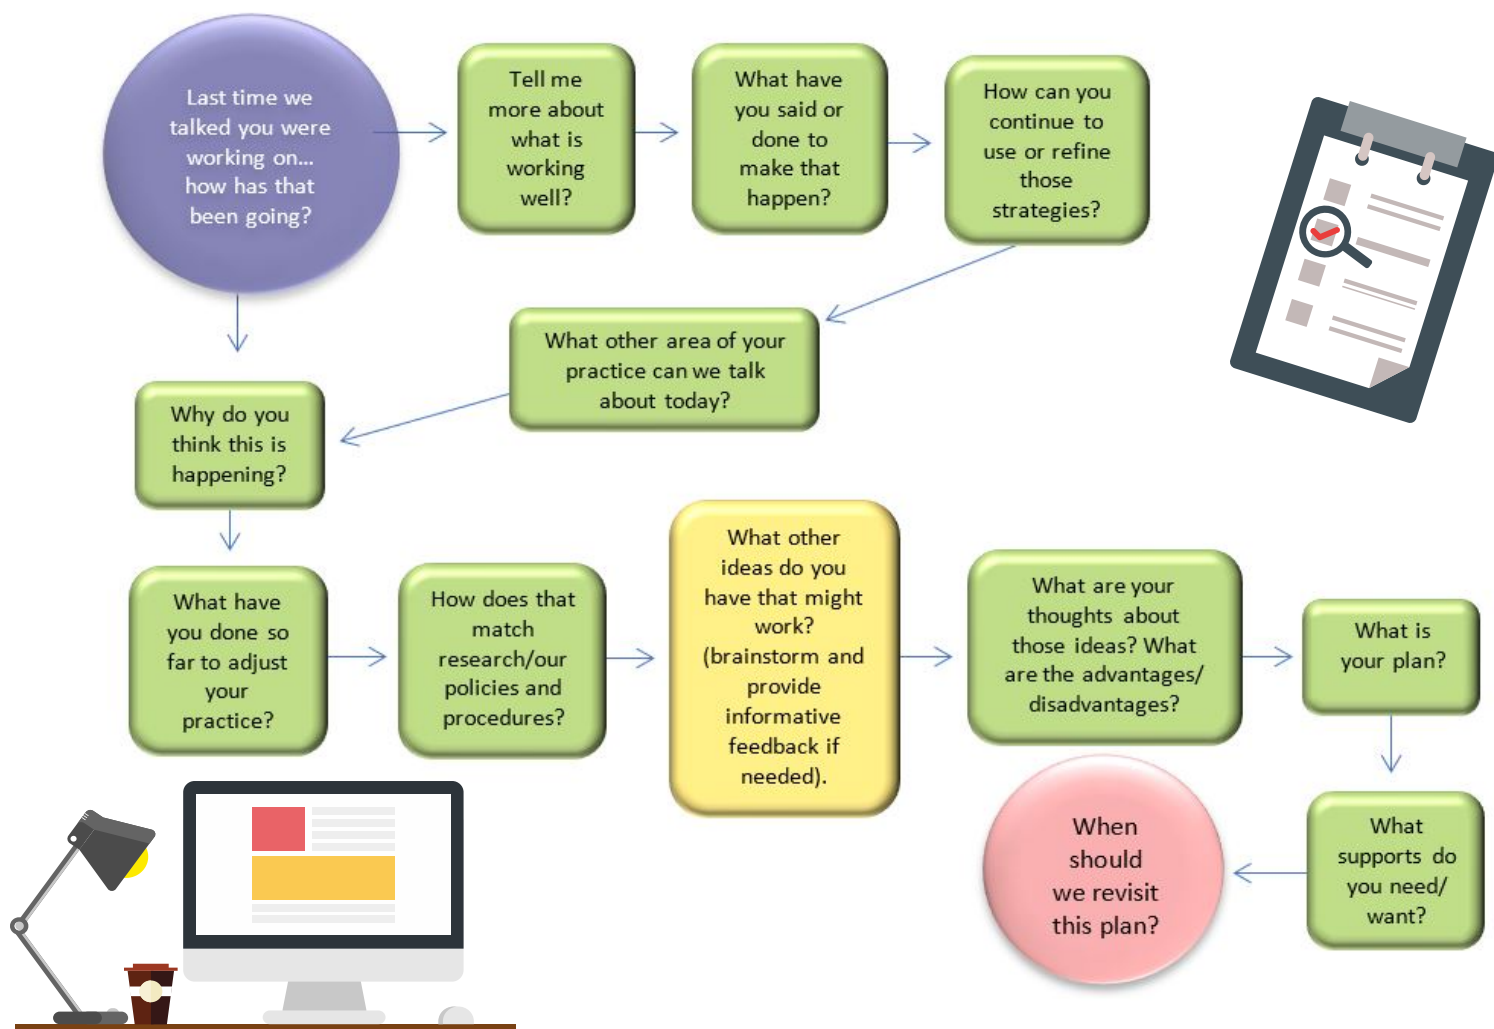 Last time we
talked you were
working on...
how has that
been going?
Tell me
more about
what is
working
well?
What have
you said or
done to
make that
happen?
How can you
continue to
use or refine
those
strategies?
What other area of your
practice can we talk
about today?
Why do you
think this is
happening?
What have
you done so
far to adjust
your
practice?
How does that
match
research/our
policies and
procedures?
What other
ideas do you
have that might
work?
(brainstorm and
provide
informative
feedback if
needed).
What are your
thoughts about
those ideas? What
are the advantages/
disadvantages?
What is
your plan?
What
supports do
you need/
want?
When
should
we revisit
this plan?